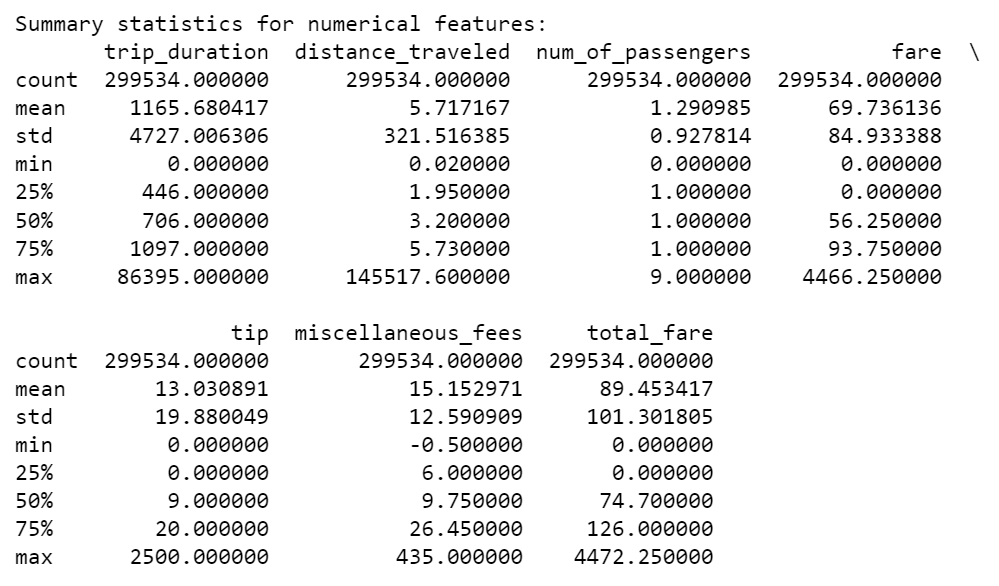 Summary statistics for numerical features:
       trip_duration  distance_traveled  num_of_passengers           fare  \
count  299534.000000      299534.000000      299534.000000  299534.000000
mean     1165.680417           5.717167           1.290985      69.736136
std      4727.006306         321.516385           0.927814      84.933388
min         0.000000           0.020000           0.000000       0.000000
25%       446.000000           1.950000           1.000000       0.000000
50%       706.000000           3.200000           1.000000      56.250000
75%      1097.000000           5.730000           1.000000      93.750000
max     86395.000000      145517.600000           9.000000    4466.250000

                 tip  miscellaneous_fees     total_fare
count  299534.000000       299534.000000  299534.000000
mean       13.030891           15.152971      89.453417
std        19.880049           12.590909     101.301805
min         0.000000           -0.500000       0.000000
25%         0.000000            6.000000       0.000000
50%         9.000000            9.750000      74.700000
75%        20.000000           26.450000     126.000000
max      2500.000000          435.000000    4472.250000